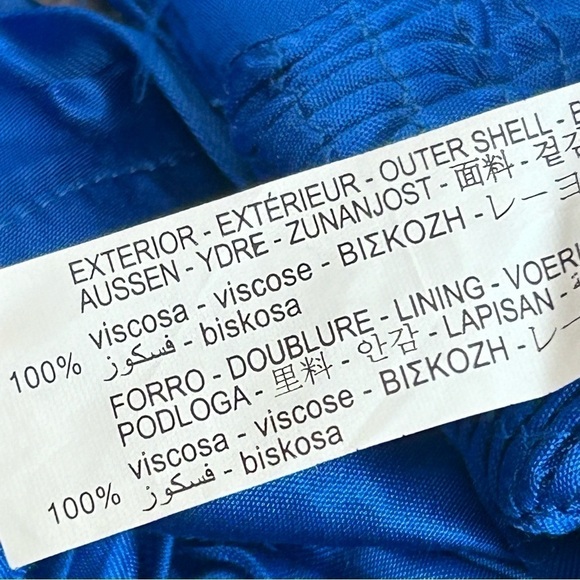 EXTERIOR - EXTÉRIEUR - OUTER SHELL -
AUSSEN - YDRE - ZUNANJOST - 面料 - 겉감
100% viscosa - viscose - ΒΙΣΚΟΖΗ - レーヨ
فسكوز - biskosa
FORRO - DOUBLURE - LINING -
PODLOGA - 里料 - 안감 - LAPISAN -
100% viscosa - viscose - ΒΙΣΚΟΖΗ - レー
فسكوز - biskosa